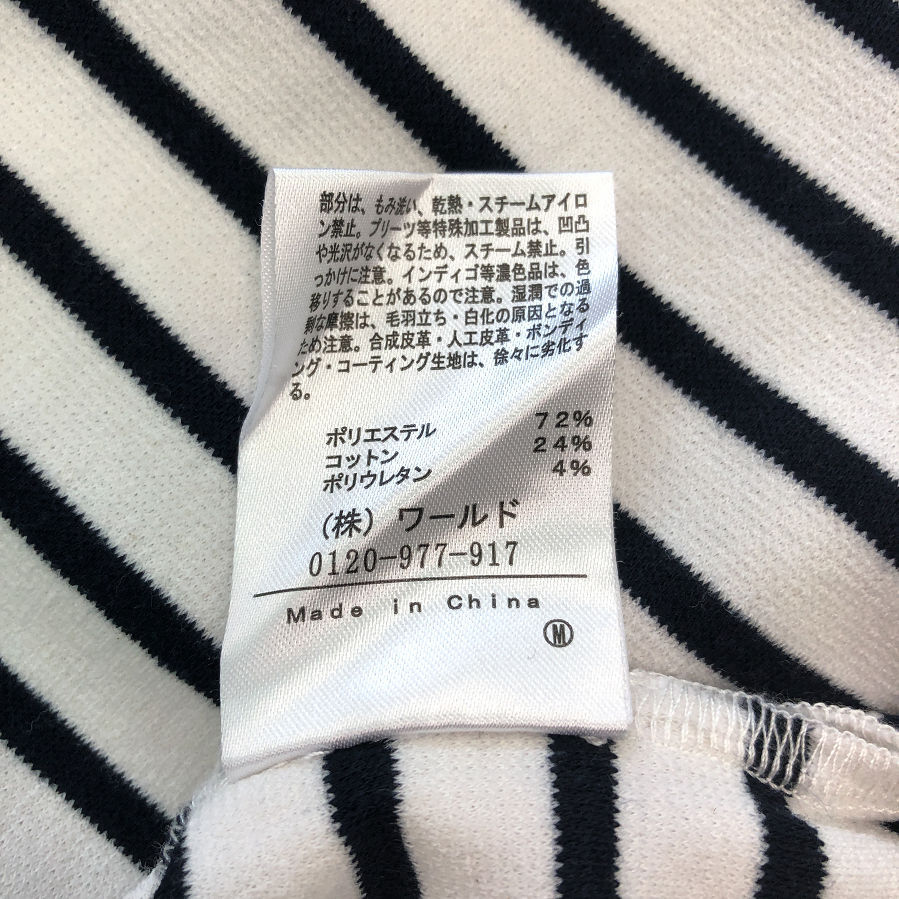 部分は、もみ洗い、乾熱・スチームアイロ
ン禁止。プリーツ等特殊加工製品は、凹凸
や光沢がなくなるため、スチーム禁止。引
っかけに注意。インディゴ等濃色品は、色
移りすることがあるので注意。湿潤での過
剰な摩擦は、毛羽立ち・白化の原因となる
ため注意。合成皮革・人工皮革・ボンディ
ング・コーティング生地は、徐々に劣化す
る。
ポリエステル 72%
コットン 24%
ポリウレタン 4%
(株) ワールド
0120-977-917
Made in China
M